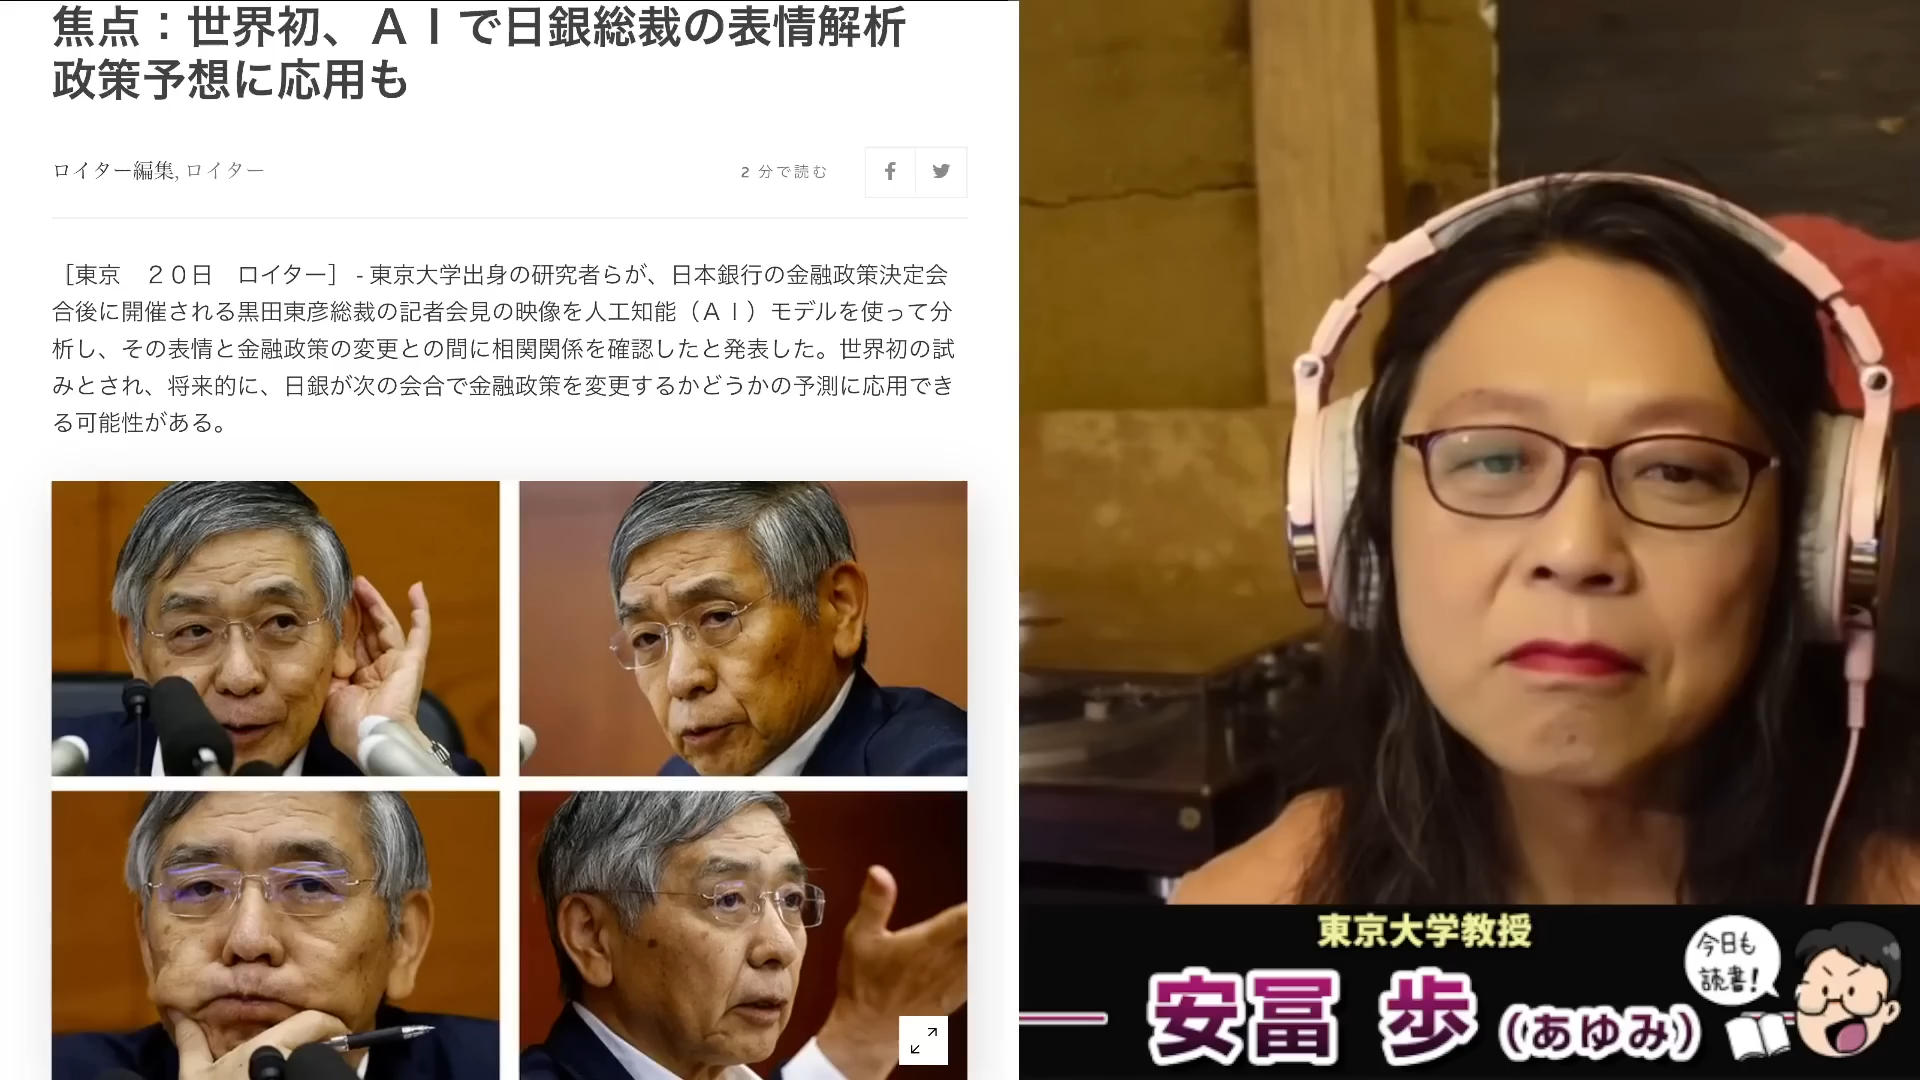 焦点：世界初、ＡＩで日銀総裁の表情解析
政策予想に応用も
ロイター編集, ロイター
2 分で読む
［東京　２０日　ロイター］ - 東京大学出身の研究者らが、日本銀行の金融政策決定会
合後に開催される黒田東彦総裁の記者会見の映像を人工知能（ＡＩ）モデルを使って分
析し、その表情と金融政策の変更との間に相関関係を確認したと発表した。世界初の試
みとされ、将来的に、日銀が次の会合で金融政策を変更するかどうかの予測に応用でき
る可能性がある。
東京大学教授
安冨 歩 (あゆみ)
今日も
読書!